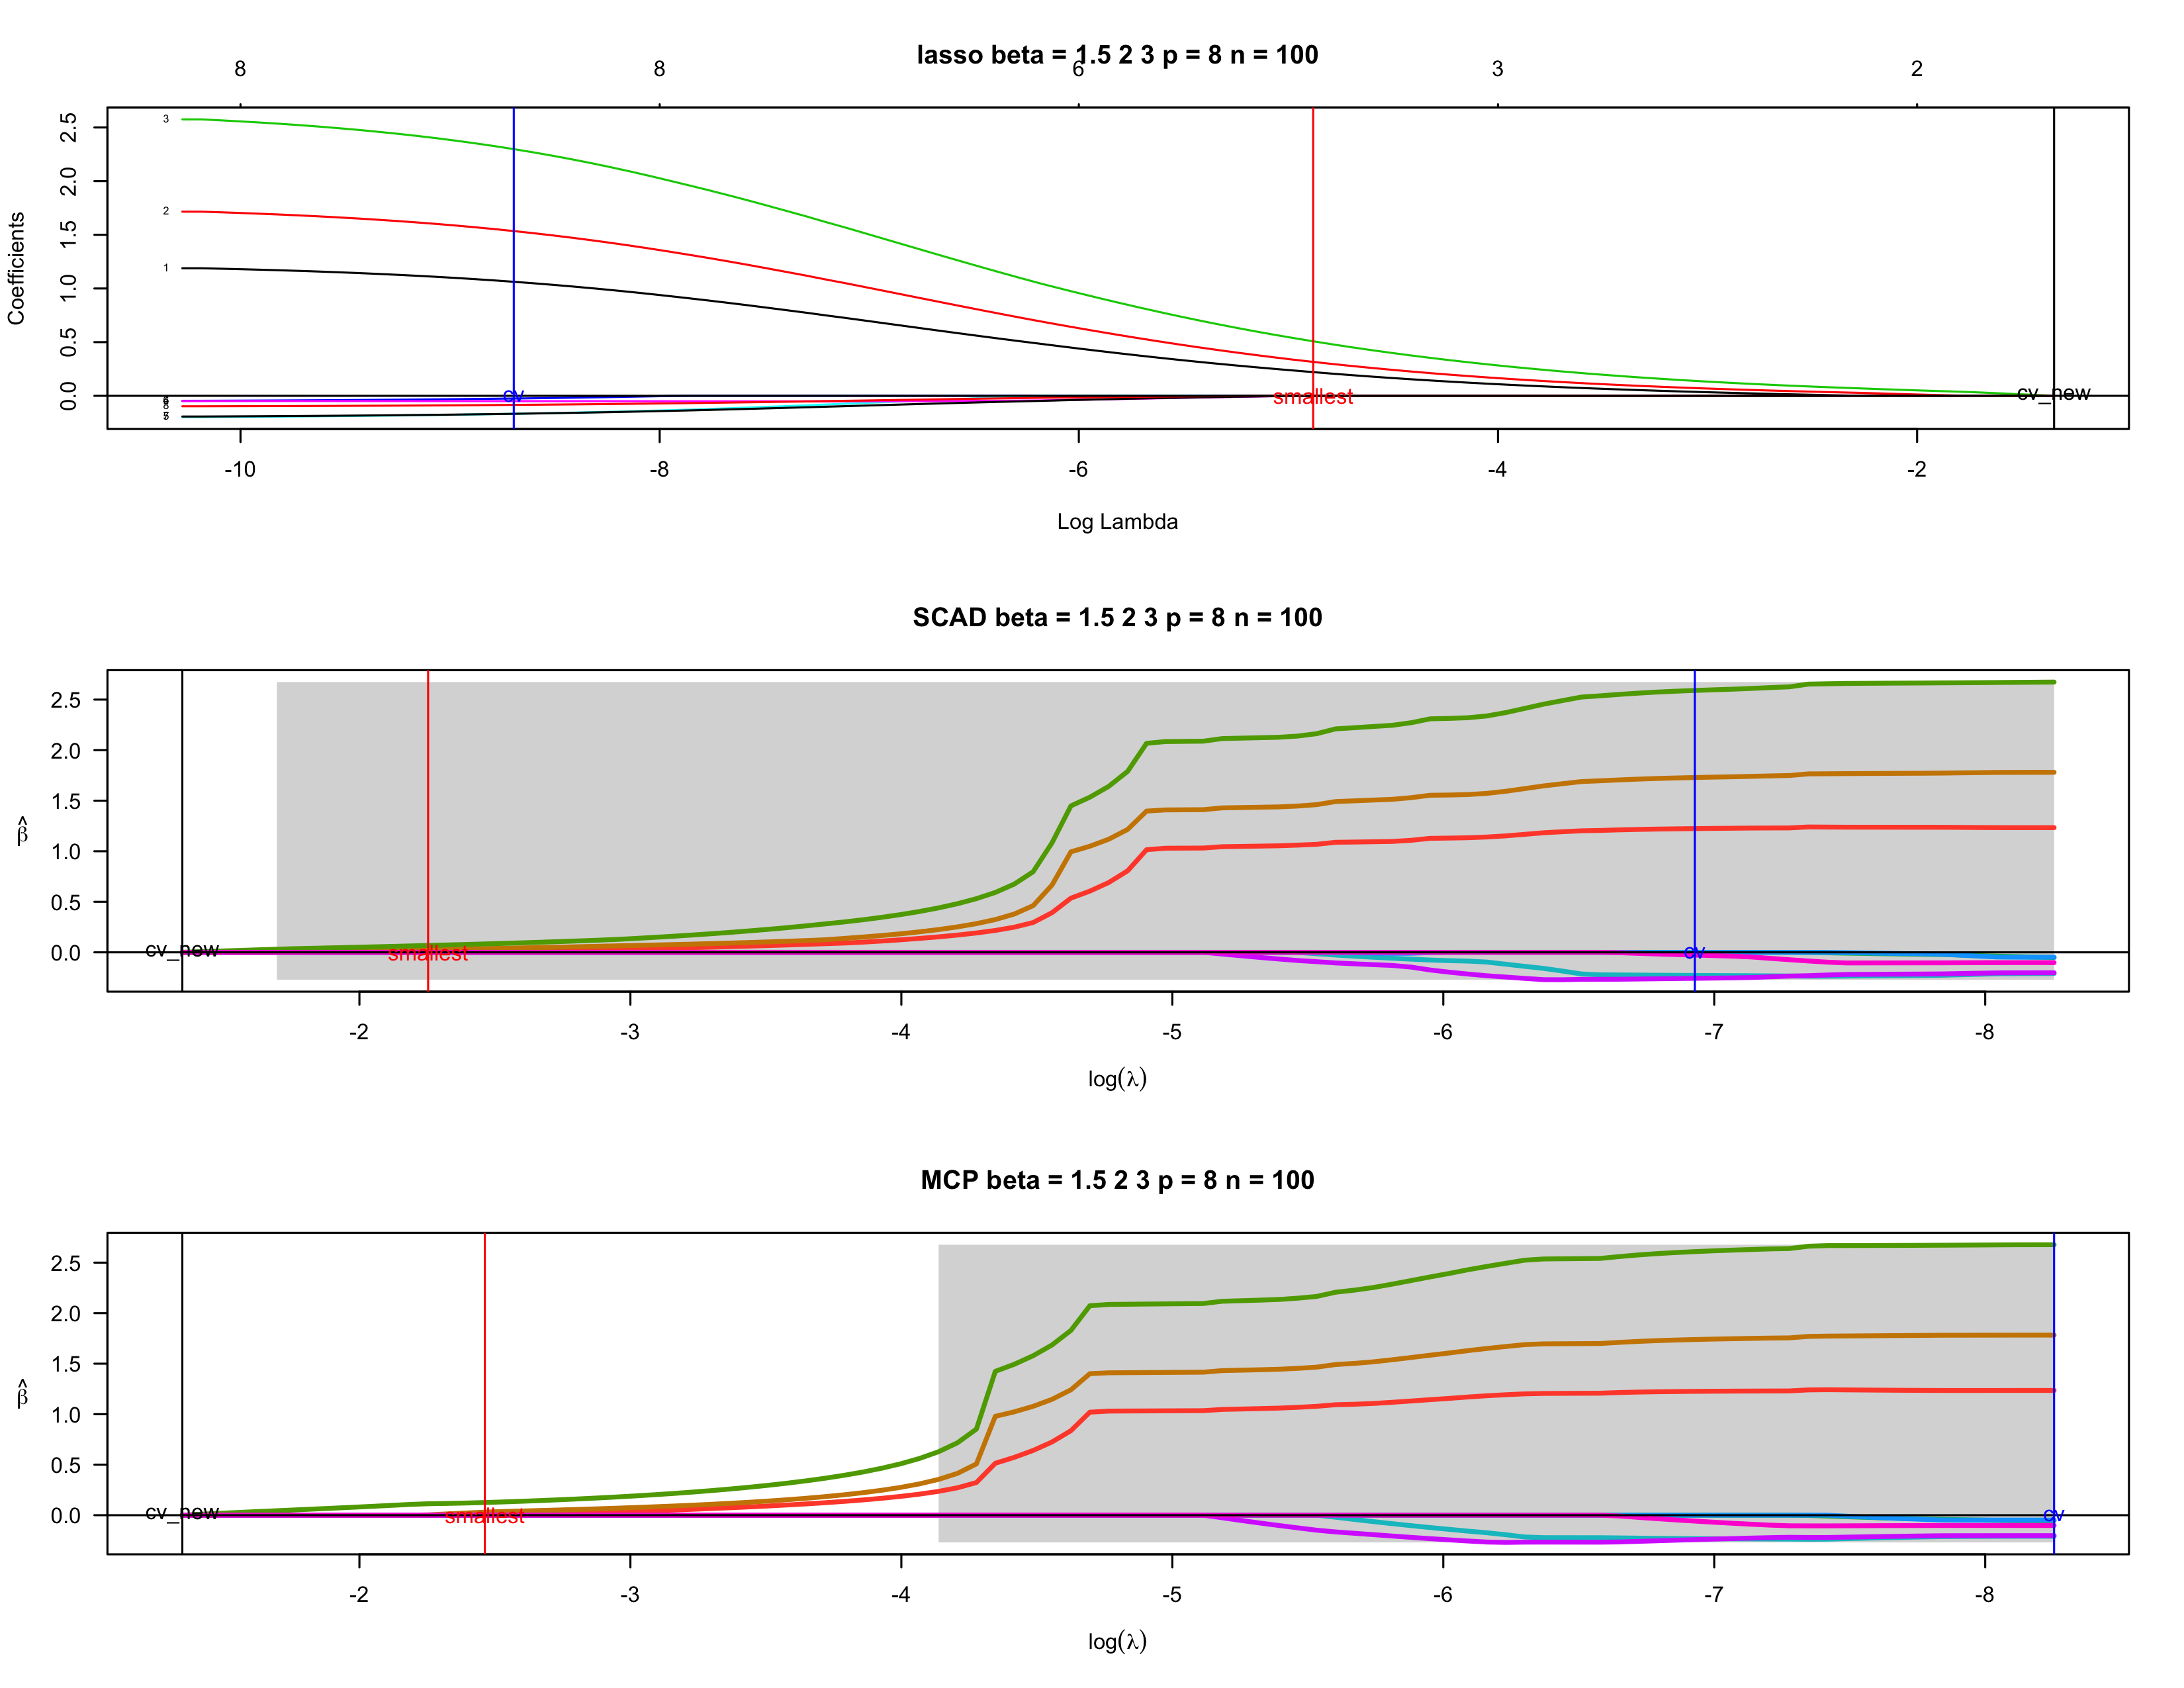 lasso beta = 1.5 2 3 p = 8 n = 100
8 8 6 3 2
Coefficients
2.5
2.0
1.5
1.0
0.5
0.0
3
2
1
cv
smallest
cv_new
-10 -8 -6 -4 -2
Log Lambda
SCAD beta = 1.5 2 3 p = 8 n = 100
β̂
2.5
2.0
1.5
1.0
0.5
0.0
cv_new
smallest
cv
-2 -3 -4 -5 -6 -7 -8
log(λ)
MCP beta = 1.5 2 3 p = 8 n = 100
β̂
2.5
2.0
1.5
1.0
0.5
0.0
cv_new
smallest
cv
-2 -3 -4 -5 -6 -7 -8
log(λ)